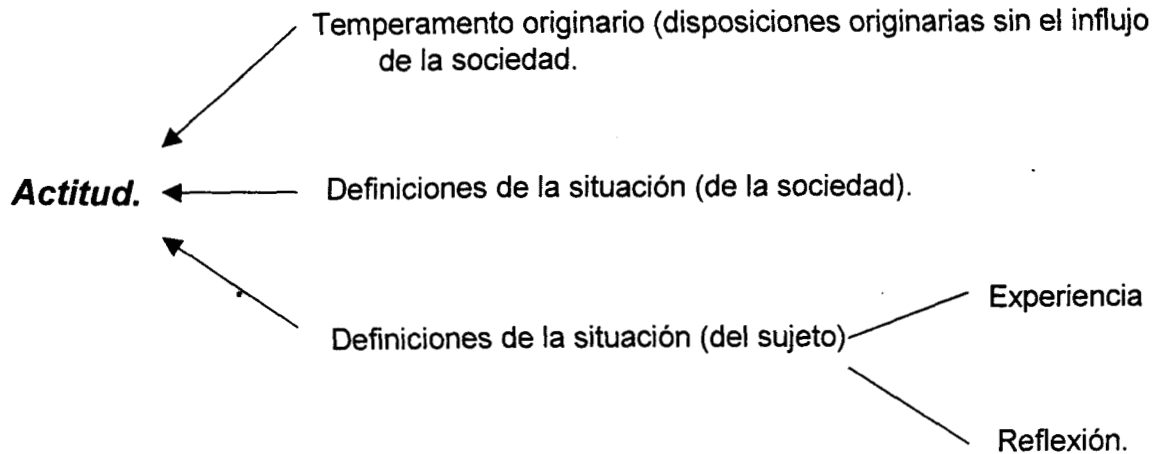 Temperamento originario (disposiciones originarias sin el influjo
de la sociedad.
Actitud.
Definiciones de la situación (de la sociedad).
Experiencia
Definiciones de la situación (del sujeto)
Reflexión.